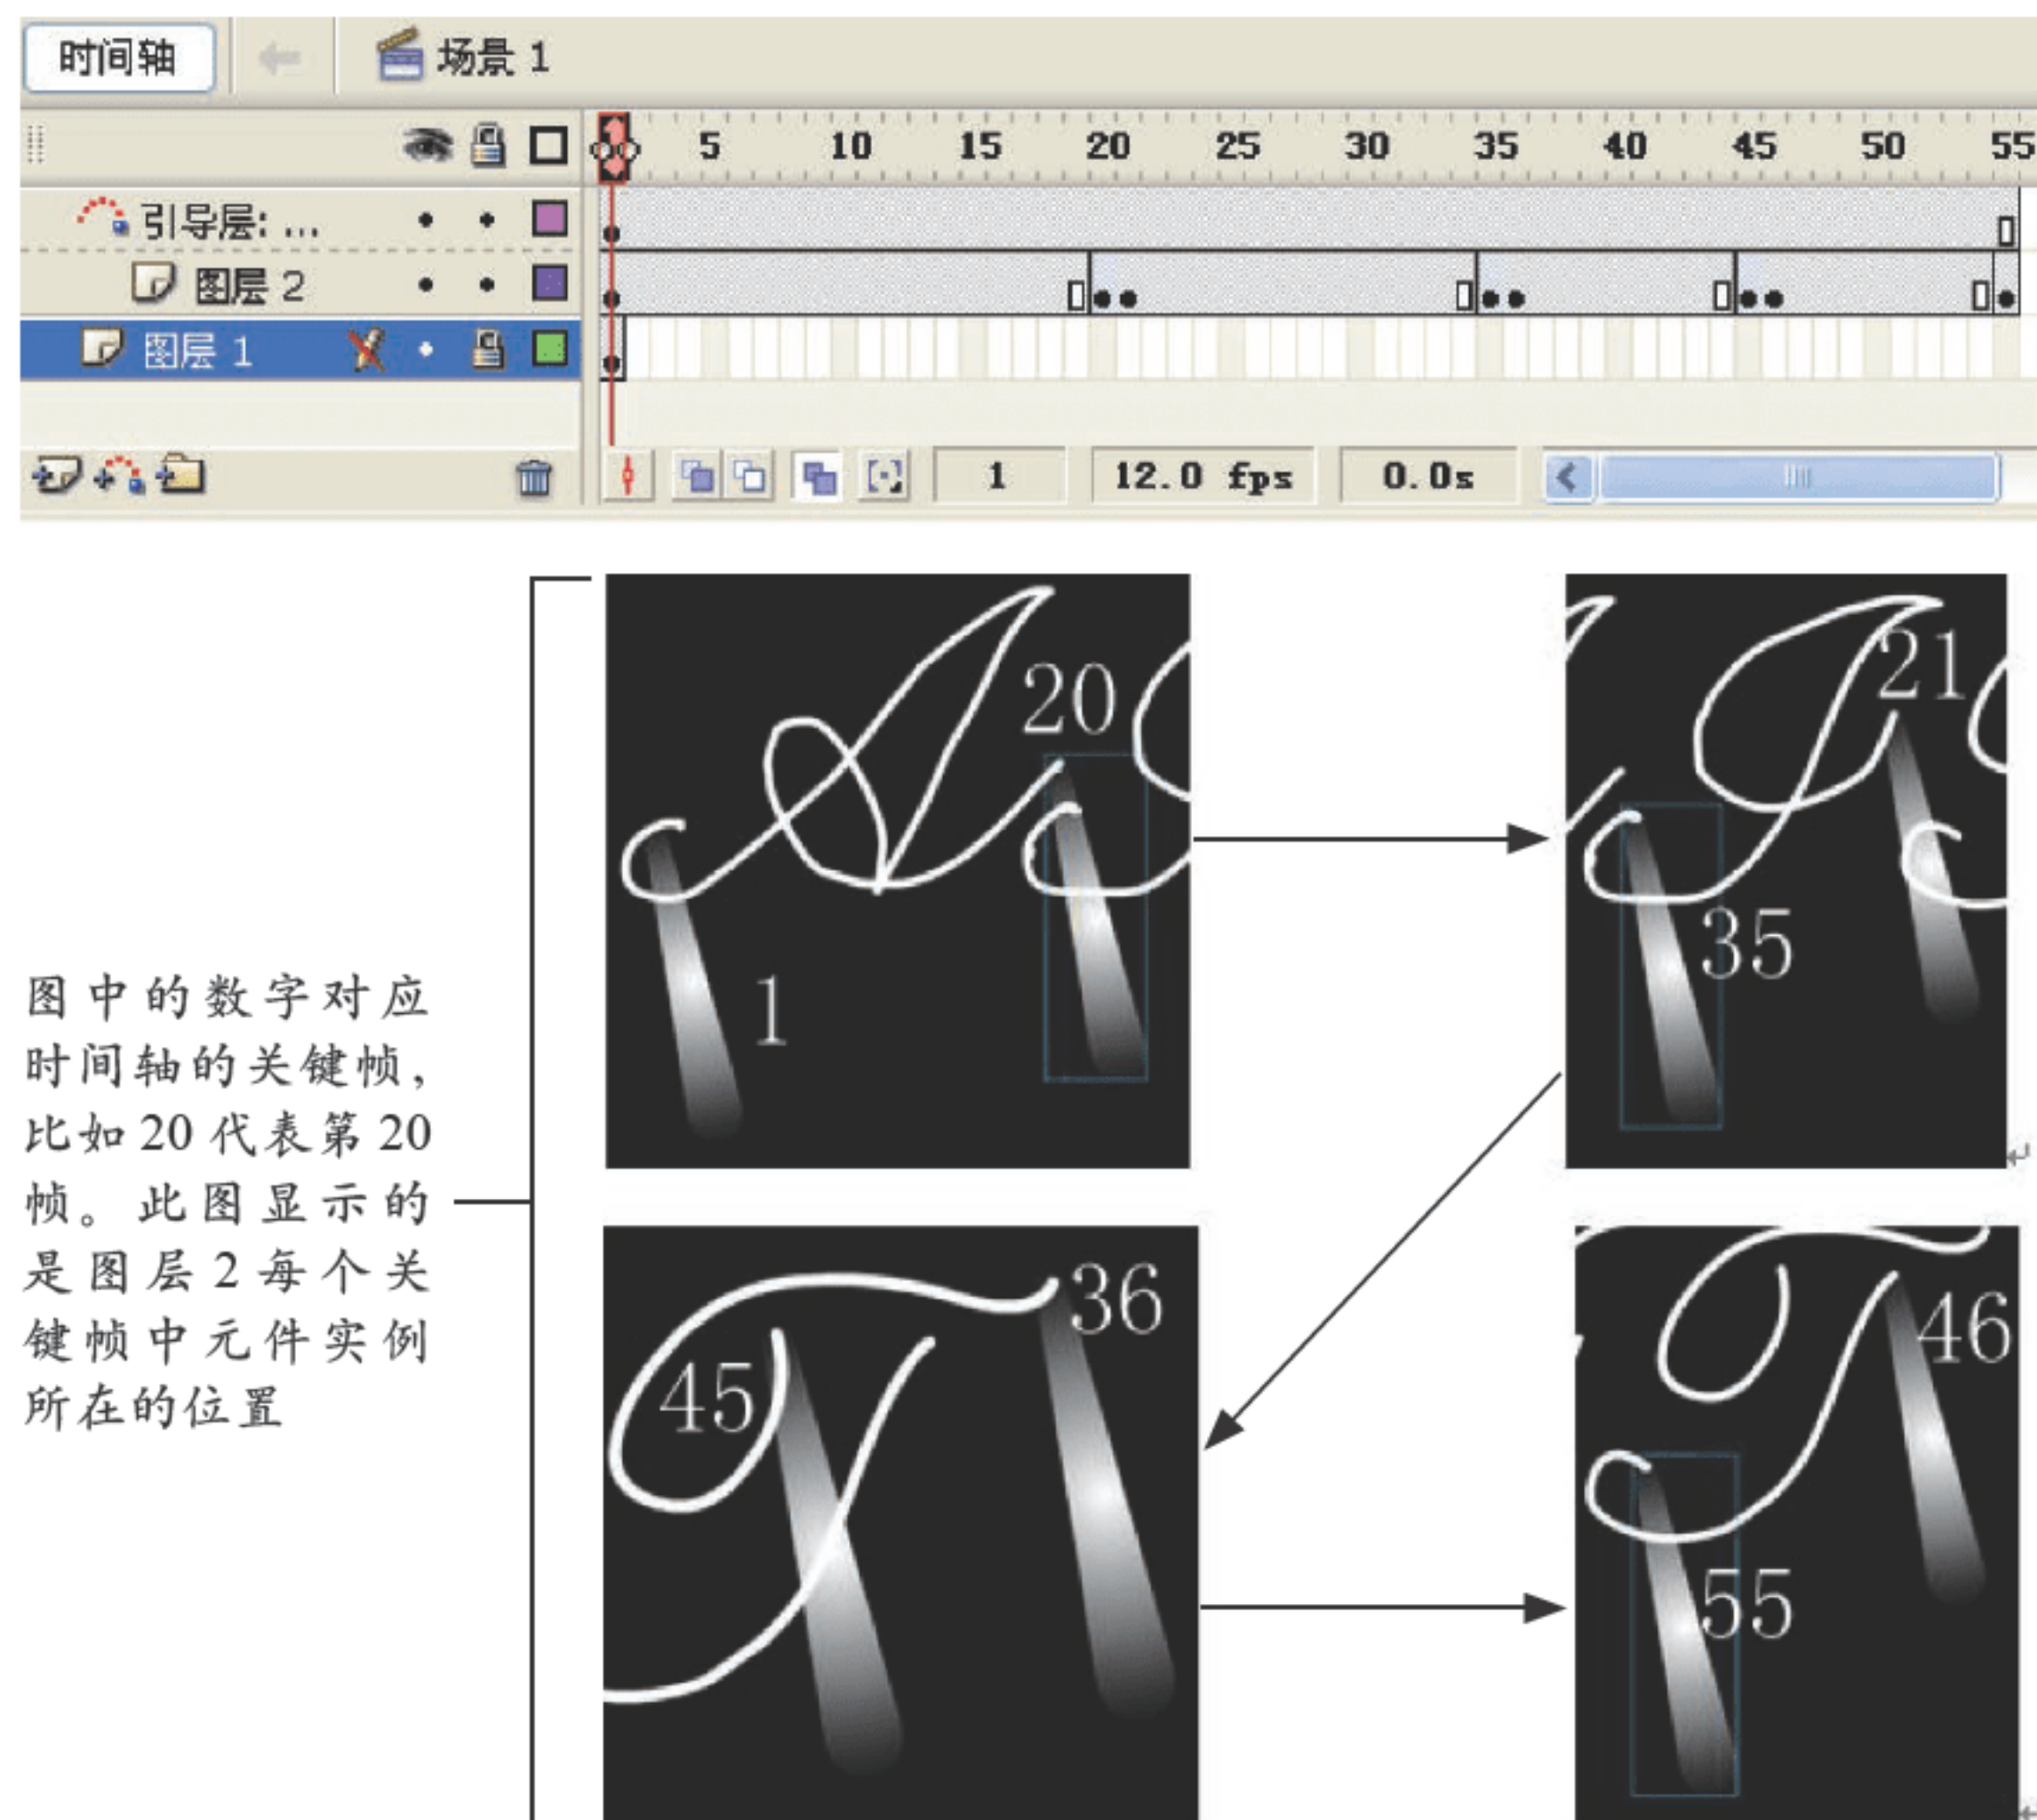 时间轴 场景 1
5 10 15 20 25 30 35 40 45 50 55
引导层: ...
图层 2
图层 1
1 12.0 fps 0.0s
20
1
21
35
图中的数字对应
时间轴的关键帧，
比如 20 代表第 20
帧。此图显示的
是图层 2 每个关
键帧中元件实例
所在的位置
36
45
46
55